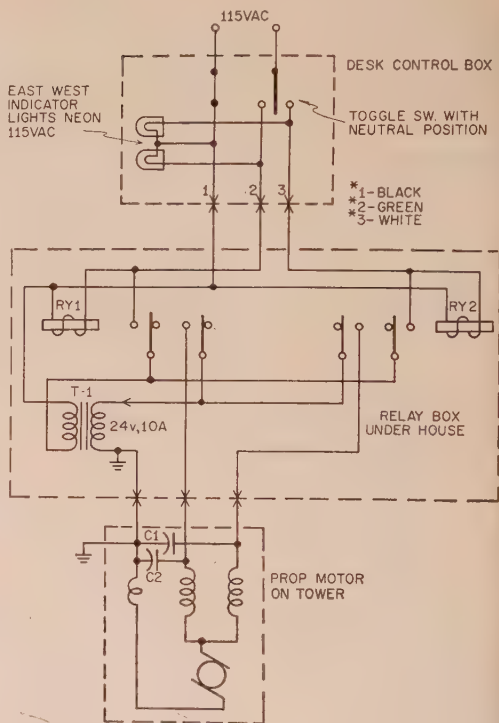 115VAC
DESK CONTROL BOX
EAST WEST
INDICATOR
LIGHTS NEON
115VAC
TOGGLE SW. WITH
NEUTRAL POSITION
1
2
3
*1-BLACK
*2-GREEN
*3-WHITE
RY1
RY2
T-1
24v,10A
RELAY BOX
UNDER HOUSE
C1
C2
PROP MOTOR
ON TOWER